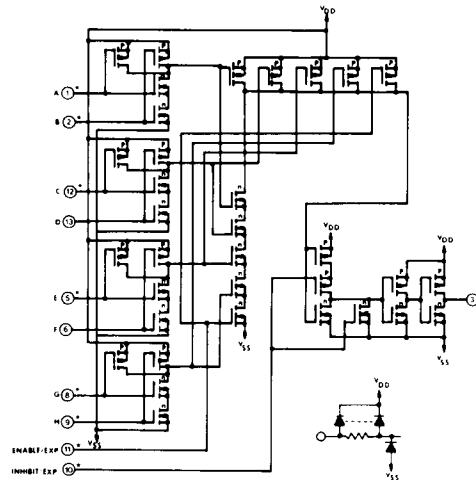 VDD
A 1 *
B 2 *
C 12 *
D 13
E 5 *
F 6
G 8 *
H 9 *
VSS
ENABLE/EXP 11 *
INHIBIT/EXP 10 *
VSS
VDD
VDD
3
VSS
VDD
VSS